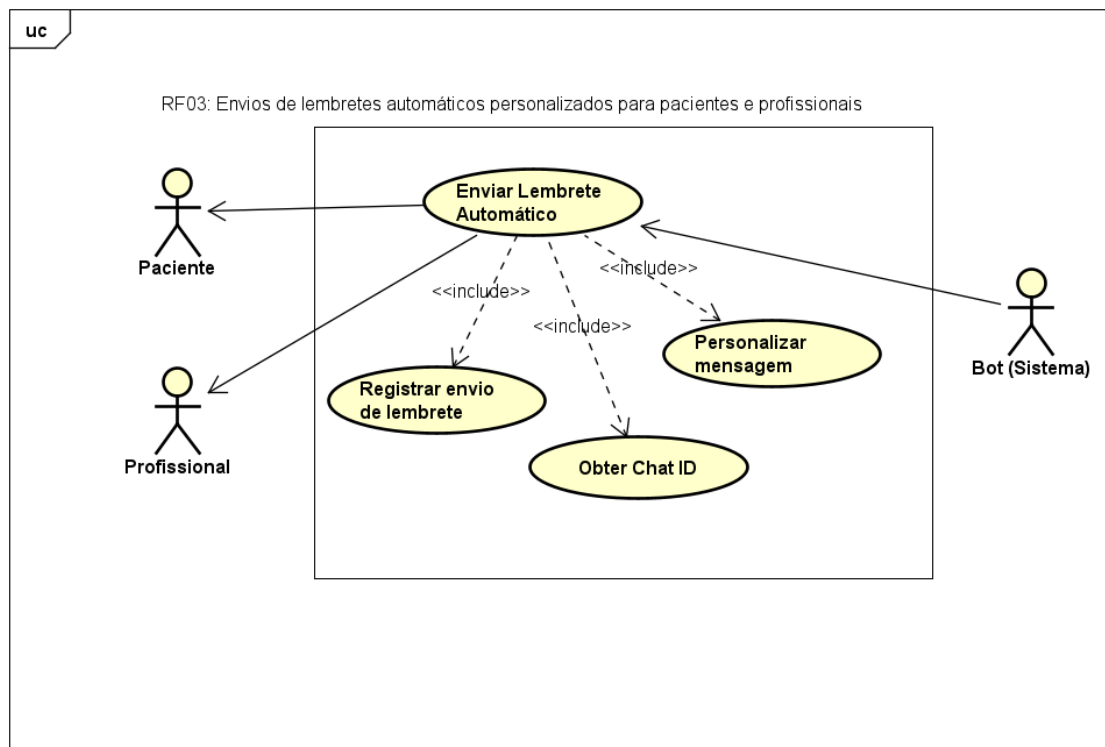 uc
RF03: Envios de lembretes automáticos personalizados para pacientes e profissionais
Enviar Lembrete
Automático
Paciente
<<include>>
<<include>>
<<include>>
Personalizar
mensagem
Bot (Sistema)
Registrar envio
de lembrete
Profissional
Obter Chat ID